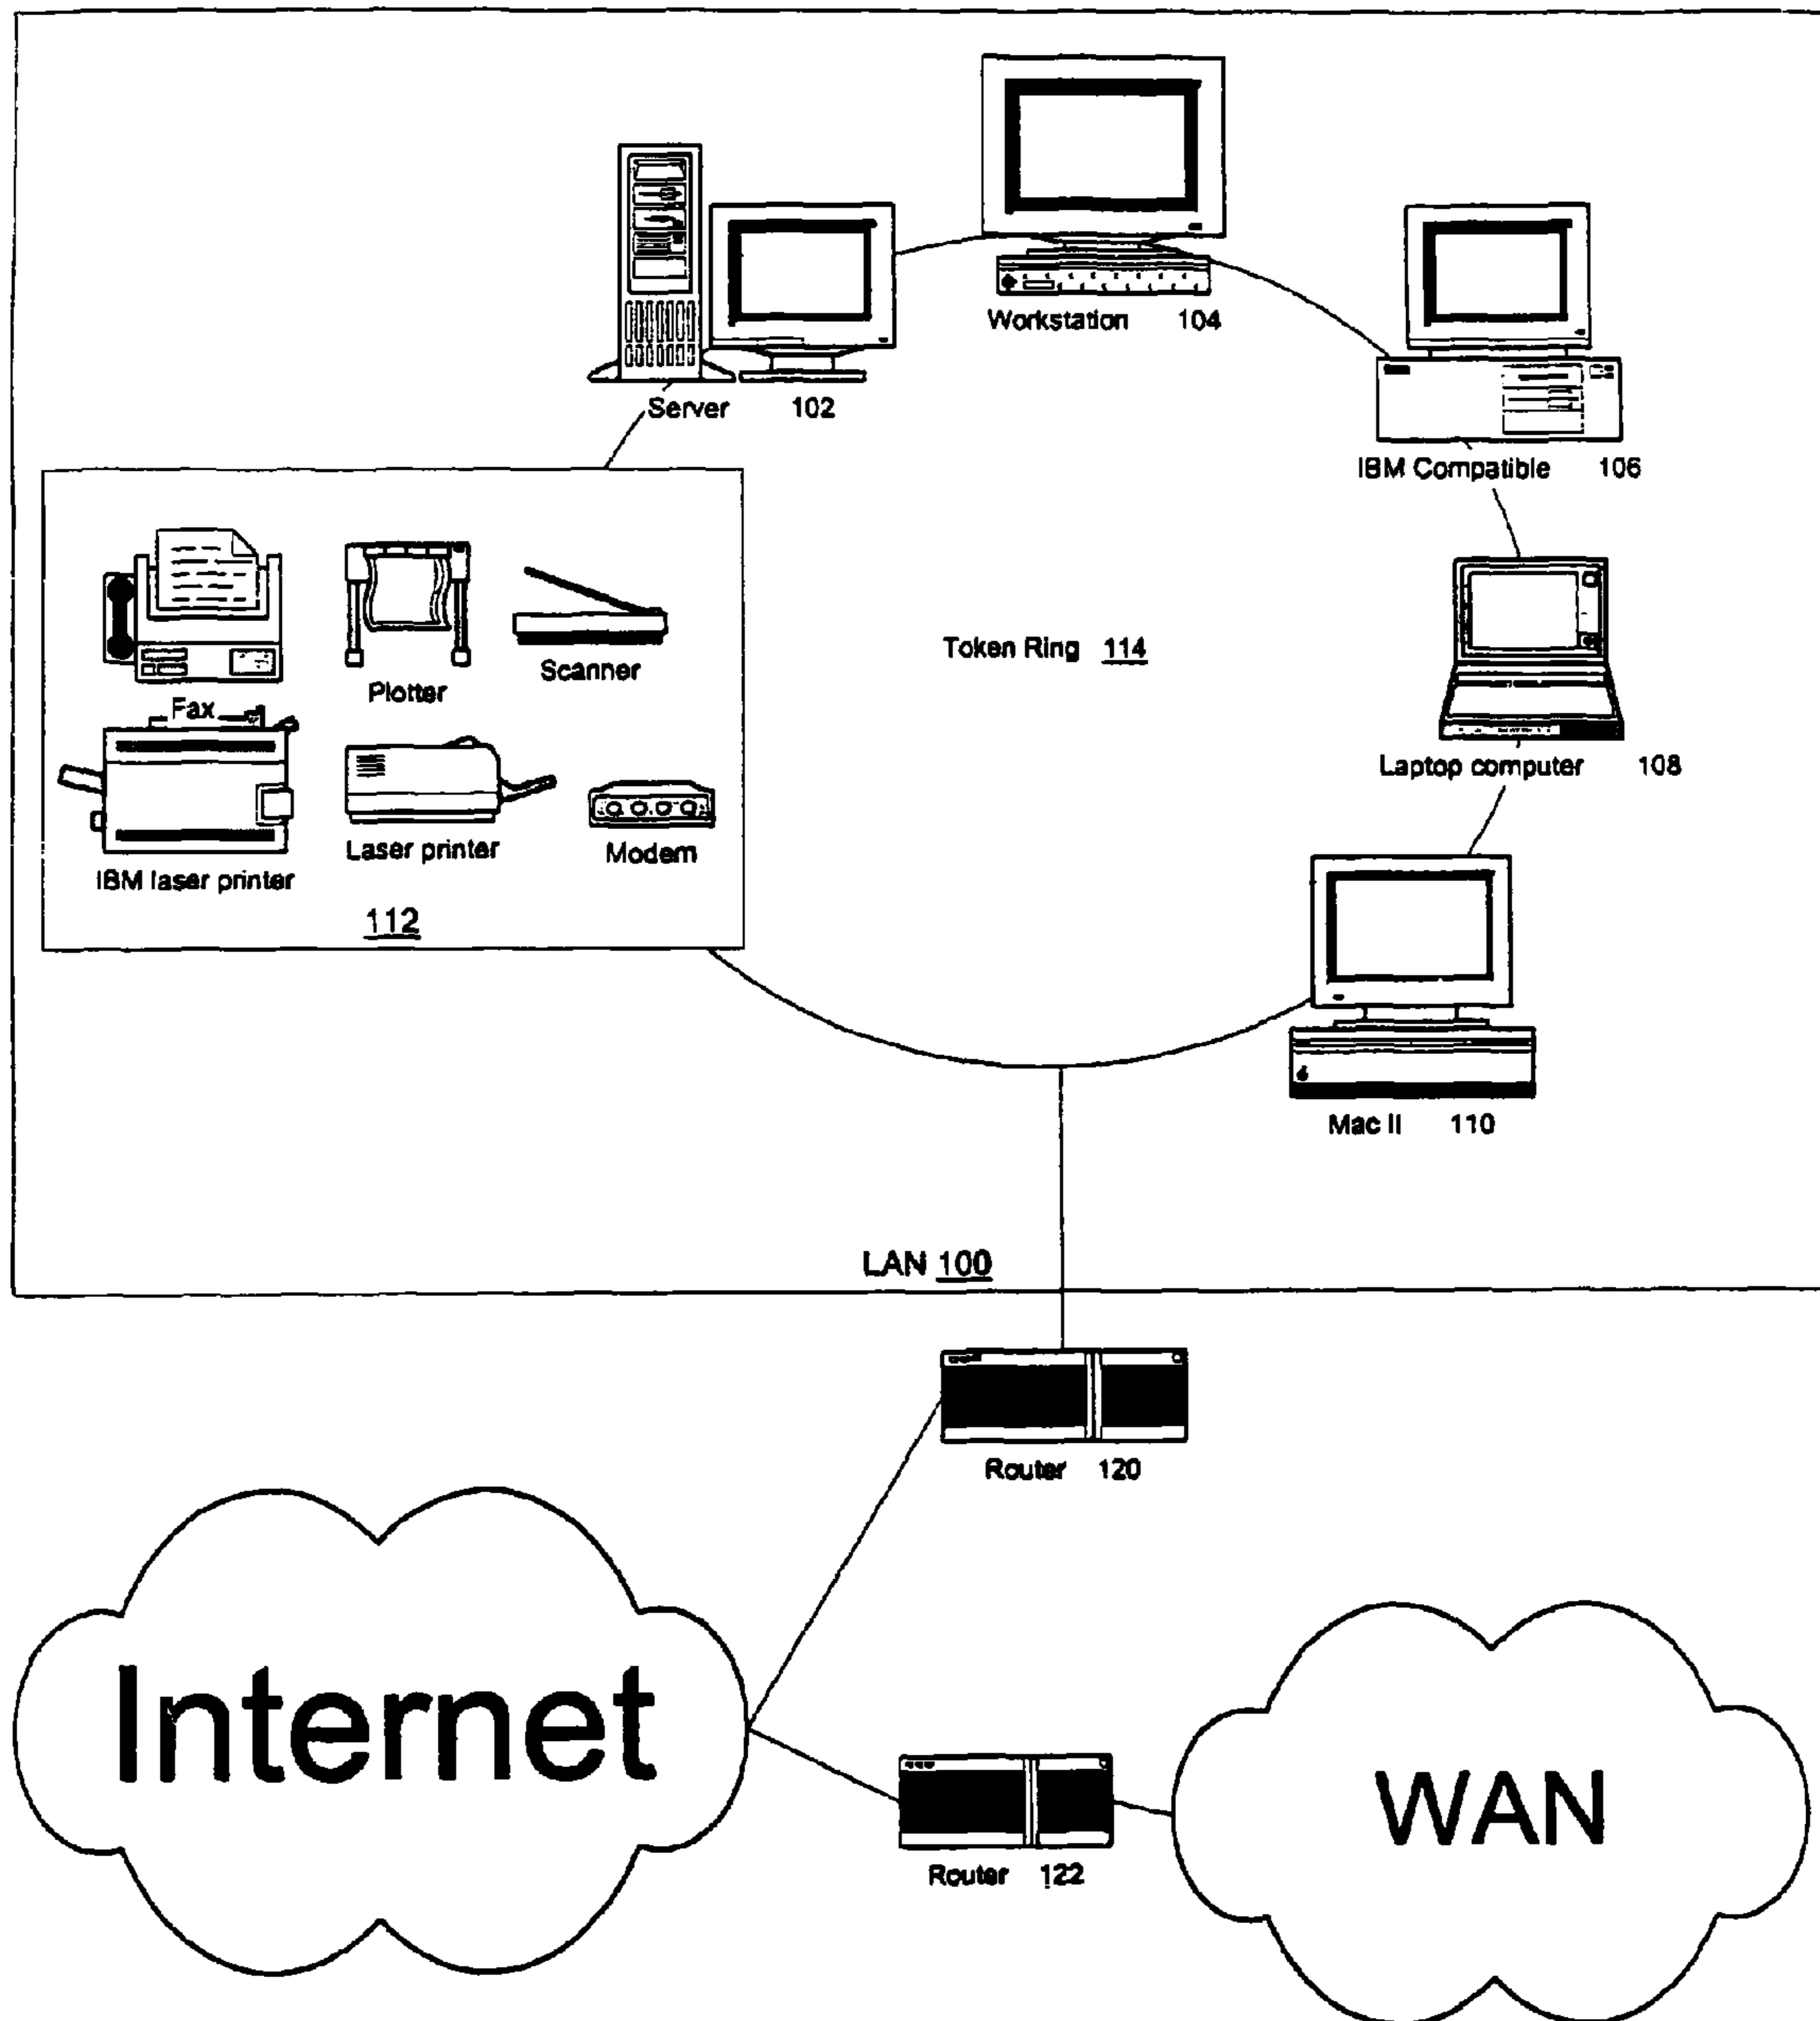 Workstation 104
Server 102
IBM Compatible 106
Fax
Plotter
Scanner
Token Ring 114
IBM laser printer
Laser printer
Modem
112
Laptop computer 108
Mac II 110
LAN 100
Router 120
Internet
WAN
Router 122